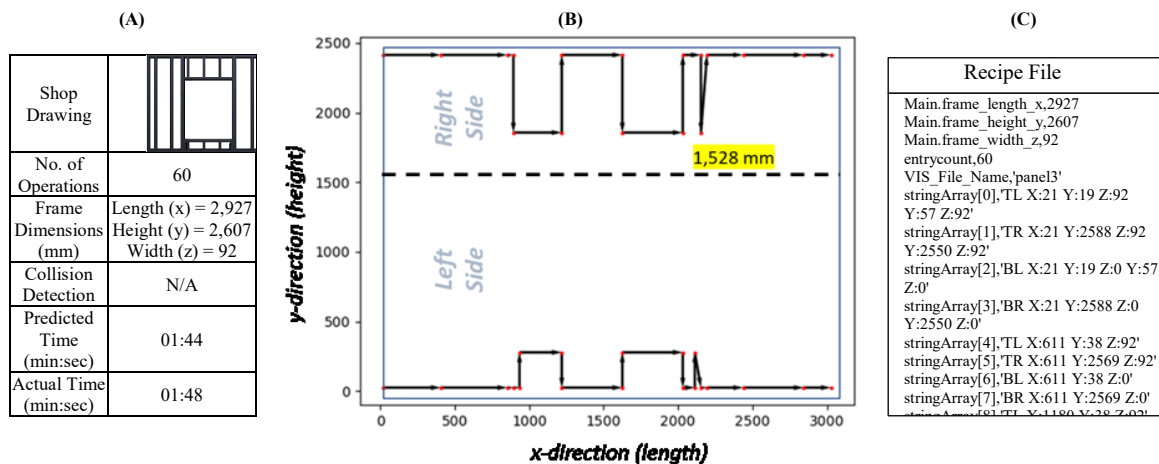 (A)
(B)
(C)
Shop
Drawing
No. of
Operations
60
Frame
Dimensions
(mm)
Length (x) = 2,927
Height (y) = 2,607
Width (z) = 92
Collision
Detection
N/A
Predicted
Time
(min:sec)
01:44
Actual Time
(min:sec)
01:48
y-direction (height)
2500
2000
1500
1000
500
0
Right
Side
1,528 mm
Left
Side
0
500
1000
1500
2000
2500
3000
x-direction (length)
Recipe File
Main.frame_length_x,2927
Main.frame_height_y,2607
Main.frame_width_z,92
entrycount,60
VIS_File_Name,'panel3'
stringArray[0],'TL X:21 Y:19 Z:92
Y:57 Z:92'
stringArray[1],'TR X:21 Y:2588 Z:92
Y:2550 Z:92'
stringArray[2],'BL X:21 Y:19 Z:0 Y:57
Z:0'
stringArray[3],'BR X:21 Y:2588 Z:0
Y:2550 Z:0'
stringArray[4],'TL X:611 Y:38 Z:92'
stringArray[5],'TR X:611 Y:2569 Z:92'
stringArray[6],'BL X:611 Y:38 Z:0'
stringArray[7],'BR X:611 Y:2569 Z:0'
stringArray[8],'TL X:1180 Y:38 Z:92'